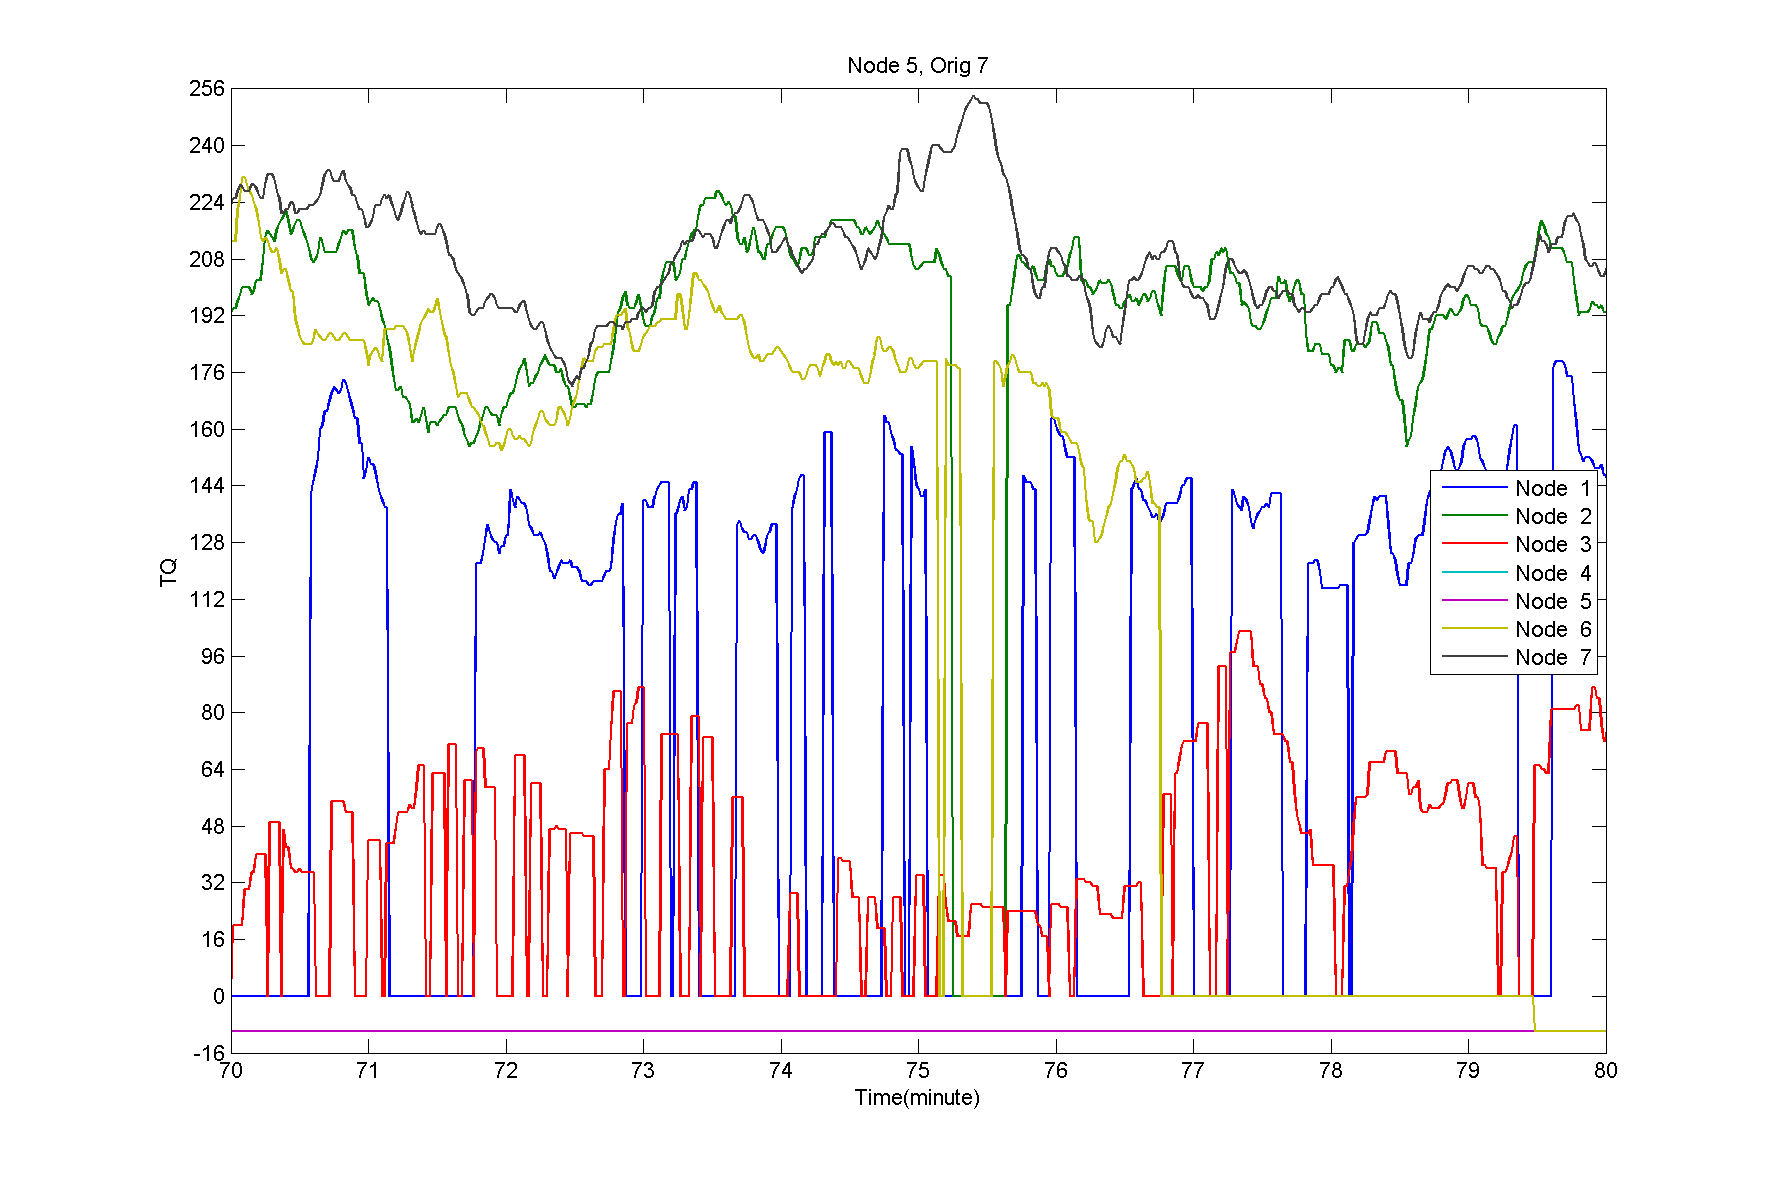 Node 5, Orig 7
256
240
224
208
192
176
160
144
128
112
96
80
64
48
32
16
0
-16
TQ
Node 1
Node 2
Node 3
Node 4
Node 5
Node 6
Node 7
70 71 72 73 74 75 76 77 78 79 80
Time(minute)